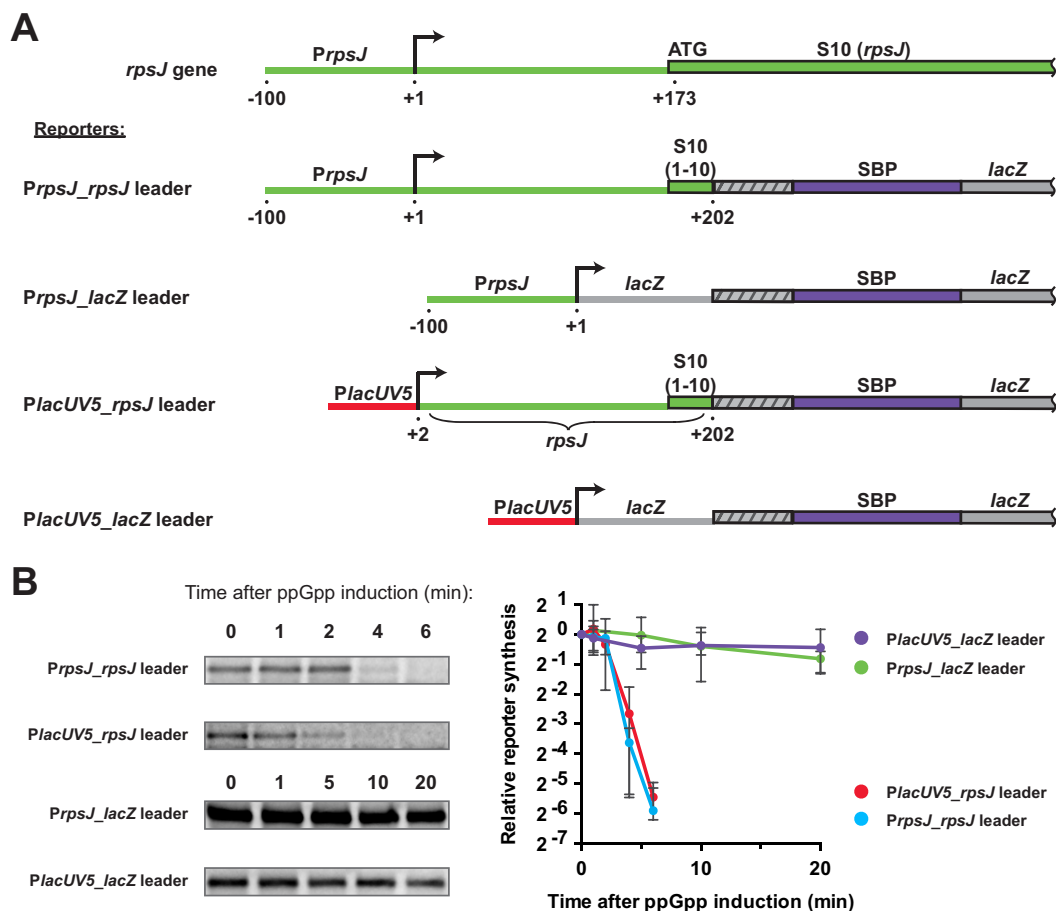 A
PrpsJ
ATG
S10 (rpsJ)
rpsJ gene
-100
+1
+173
Reporters:
S10
(1-10)
PrpsJ
SBP
lacZ
PrpsJ_rpsJ leader
-100
+1
+202
PrpsJ
lacZ
SBP
lacZ
PrpsJ_lacZ leader
-100
+1
S10
(1-10)
PlacUV5
SBP
lacZ
PlacUV5_rpsJ leader
+2
rpsJ
+202
PlacUV5
lacZ
SBP
lacZ
PlacUV5_lacZ leader
B
Time after ppGpp induction (min):
0 1 2 4 6
PrpsJ_rpsJ leader
PlacUV5_rpsJ leader
0 1 5 10 20
PrpsJ_lacZ leader
PlacUV5_lacZ leader
Relative reporter synthesis
2 1
2 0
2 -1
2 -2
2 -3
2 -4
2 -5
2 -6
2 -7
0 10 20
Time after ppGpp induction (min)
PlacUV5_lacZ leader
PrpsJ_lacZ leader
PlacUV5_rpsJ leader
PrpsJ_rpsJ leader